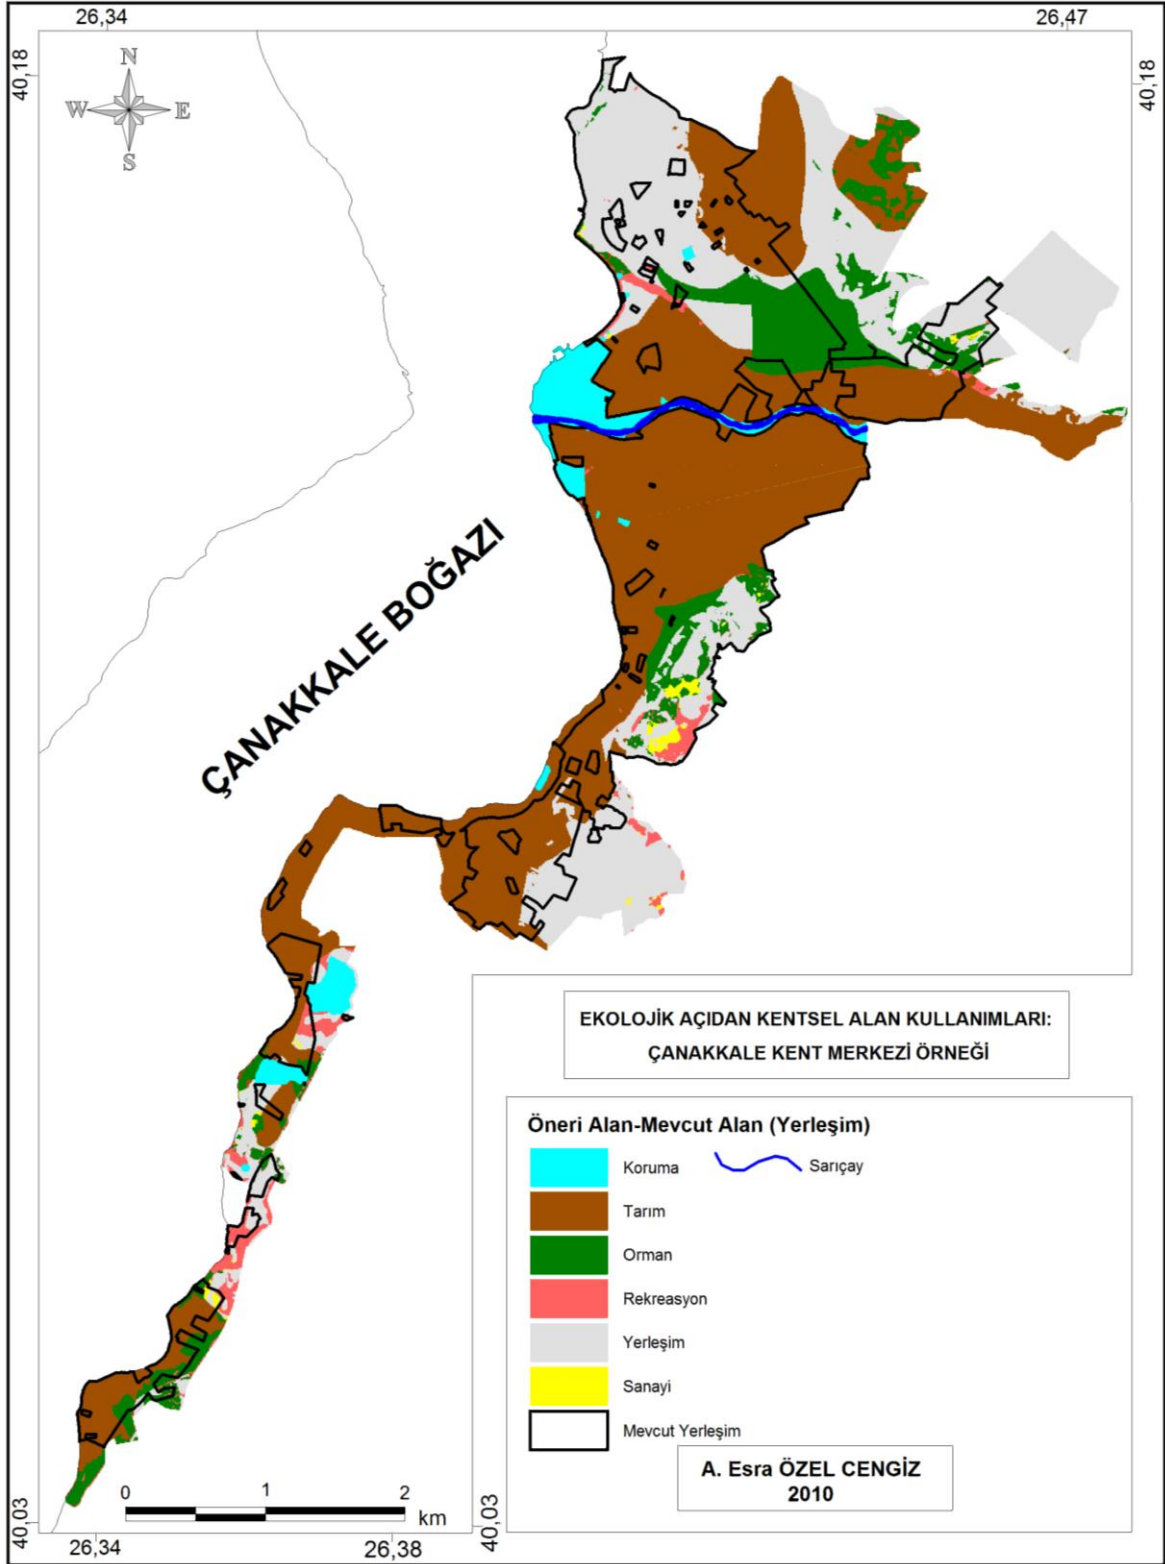 26,34
26,47
40,18
40,18
N
W
E
S
ÇANAKKALE BOĞAZI
EKOLOJİK AÇIDAN KENTSEL ALAN KULLANIMLARI:
ÇANAKKALE KENT MERKEZİ ÖRNEĞİ
Öneri Alan-Mevcut Alan (Yerleşim)
Koruma
Sarıçay
Tarım
Orman
Rekreasyon
Yerleşim
Sanayi
Mevcut Yerleşim
A. Esra ÖZEL CENGİZ
2010
0 1 2
km
40,03
40,03
26,34
26,38